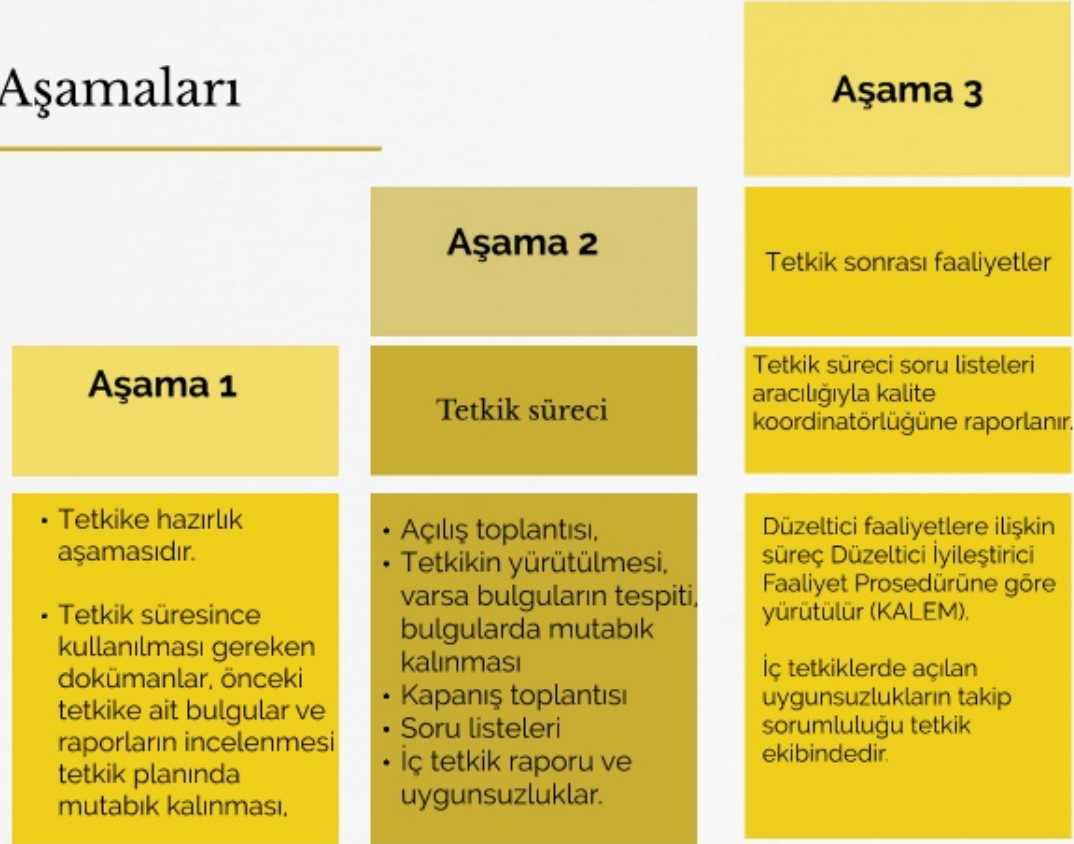 Aşamaları
Aşama 1
• Tetkike hazırlık
aşamasıdır.
• Tetkik süresince
kullanılması gereken
dokümanlar, önceki
tetkike ait bulgular ve
raporların incelenmesi
tetkik planında
mutabık kalınması,
Aşama 2
Tetkik süreci
• Açılış toplantısı,
• Tetkikin yürütülmesi,
varsa bulguların tespiti,
bulgularda mutabık
kalınması
• Kapanış toplantısı
• Soru listeleri
• İç tetkik raporu ve
uygunsuzluklar.
Aşama 3
Tetkik sonrası faaliyetler
Tetkik süreci soru listeleri
aracılığıyla kalite
koordinatörlüğüne raporlanır.
Düzeltici faaliyetlere ilişkin
süreç Düzeltici İyileştirici
Faaliyet Prosedürüne göre
yürütülür (KALEM).
İç tetkiklerde açılan
uygunsuzlukların takip
sorumluluğu tetkik
ekibindedir.